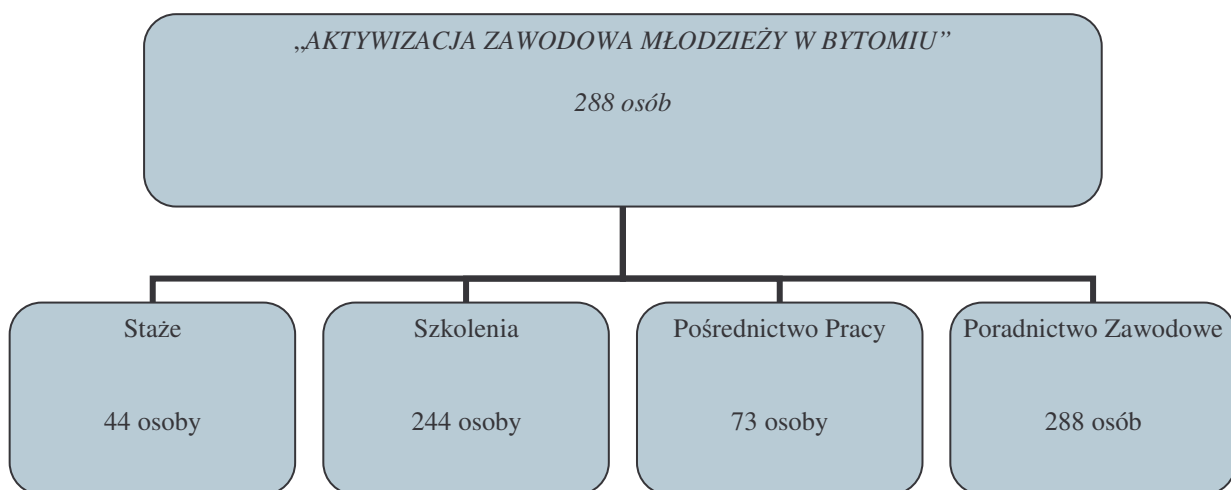 „AKTYWIZACJA ZAWODOWA MŁODZIEŻY W BYTOMIU”
288 osób
Staże
44 osoby
Szkolenia
244 osoby
Pośrednictwo Pracy
73 osoby
Poradnictwo Zawodowe
288 osób